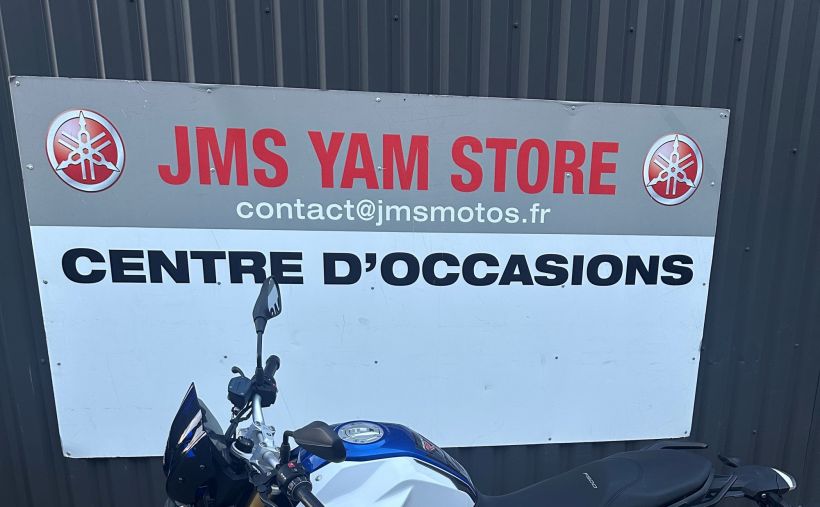 JMS YAM STORE
contact@jmsmotos.fr
CENTRE D'OCCASIONS